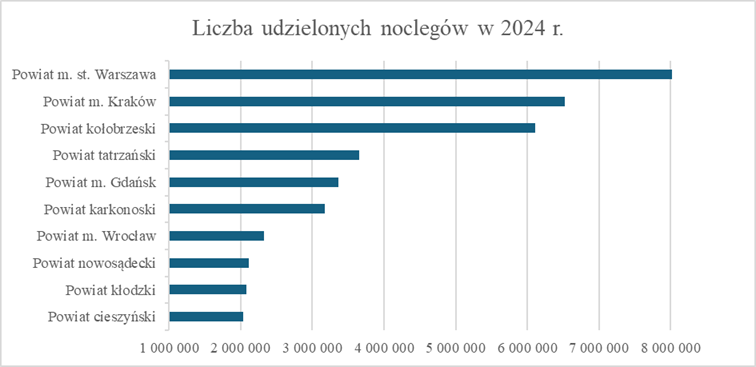 Liczba udzielonych noclegów w 2024 r.
Powiat m. st. Warszawa
Powiat m. Kraków
Powiat kołobrzeski
Powiat tatrzański
Powiat m. Gdańsk
Powiat karkonoski
Powiat m. Wrocław
Powiat nowosądecki
Powiat kłodzki
Powiat cieszyński
1 000 000 2 000 000 3 000 000 4 000 000 5 000 000 6 000 000 7 000 000 8 000 000